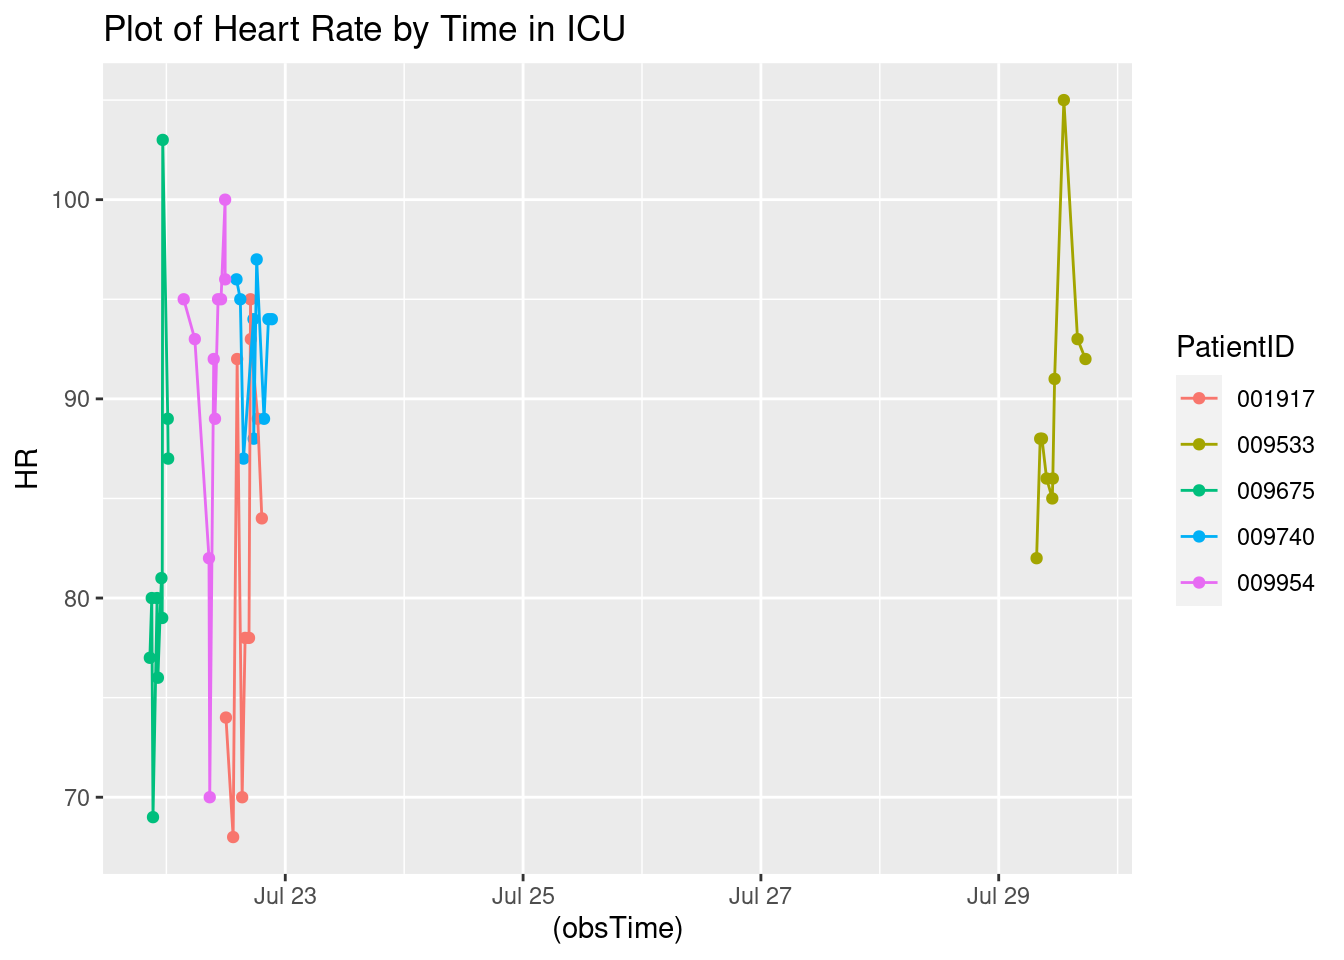 Plot of Heart Rate by Time in ICU
HR
100
90
80
70
Jul 23
Jul 25
Jul 27
Jul 29
(obsTime)
PatientID
001917
009533
009675
009740
009954